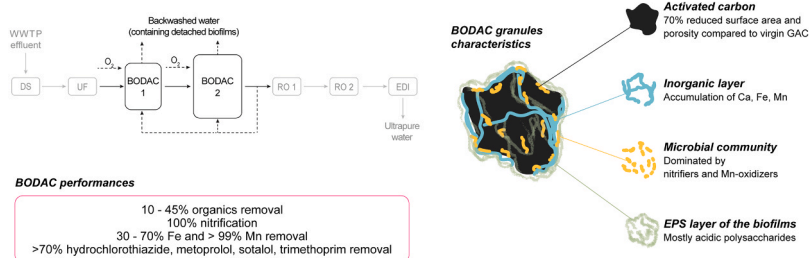 Backwashed water
(containing detached biofilms)
WWTP
effluent
O2
O2
DS
UF
BODAC
1
BODAC
2
RO 1
RO 2
EDI
Ultrapure
water
BODAC performances
10 - 45% organics removal
100% nitrification
30 - 70% Fe and > 99% Mn removal
>70% hydrochlorothiazide, metoprolol, sotalol, trimethoprim removal
BODAC granules
characteristics
Activated carbon
70% reduced surface area and
porosity compared to virgin GAC
Inorganic layer
Accumulation of Ca, Fe, Mn
Microbial community
Dominated by
nitrifiers and Mn-oxidizers
EPS layer of the biofilms
Mostly acidic polysaccharides